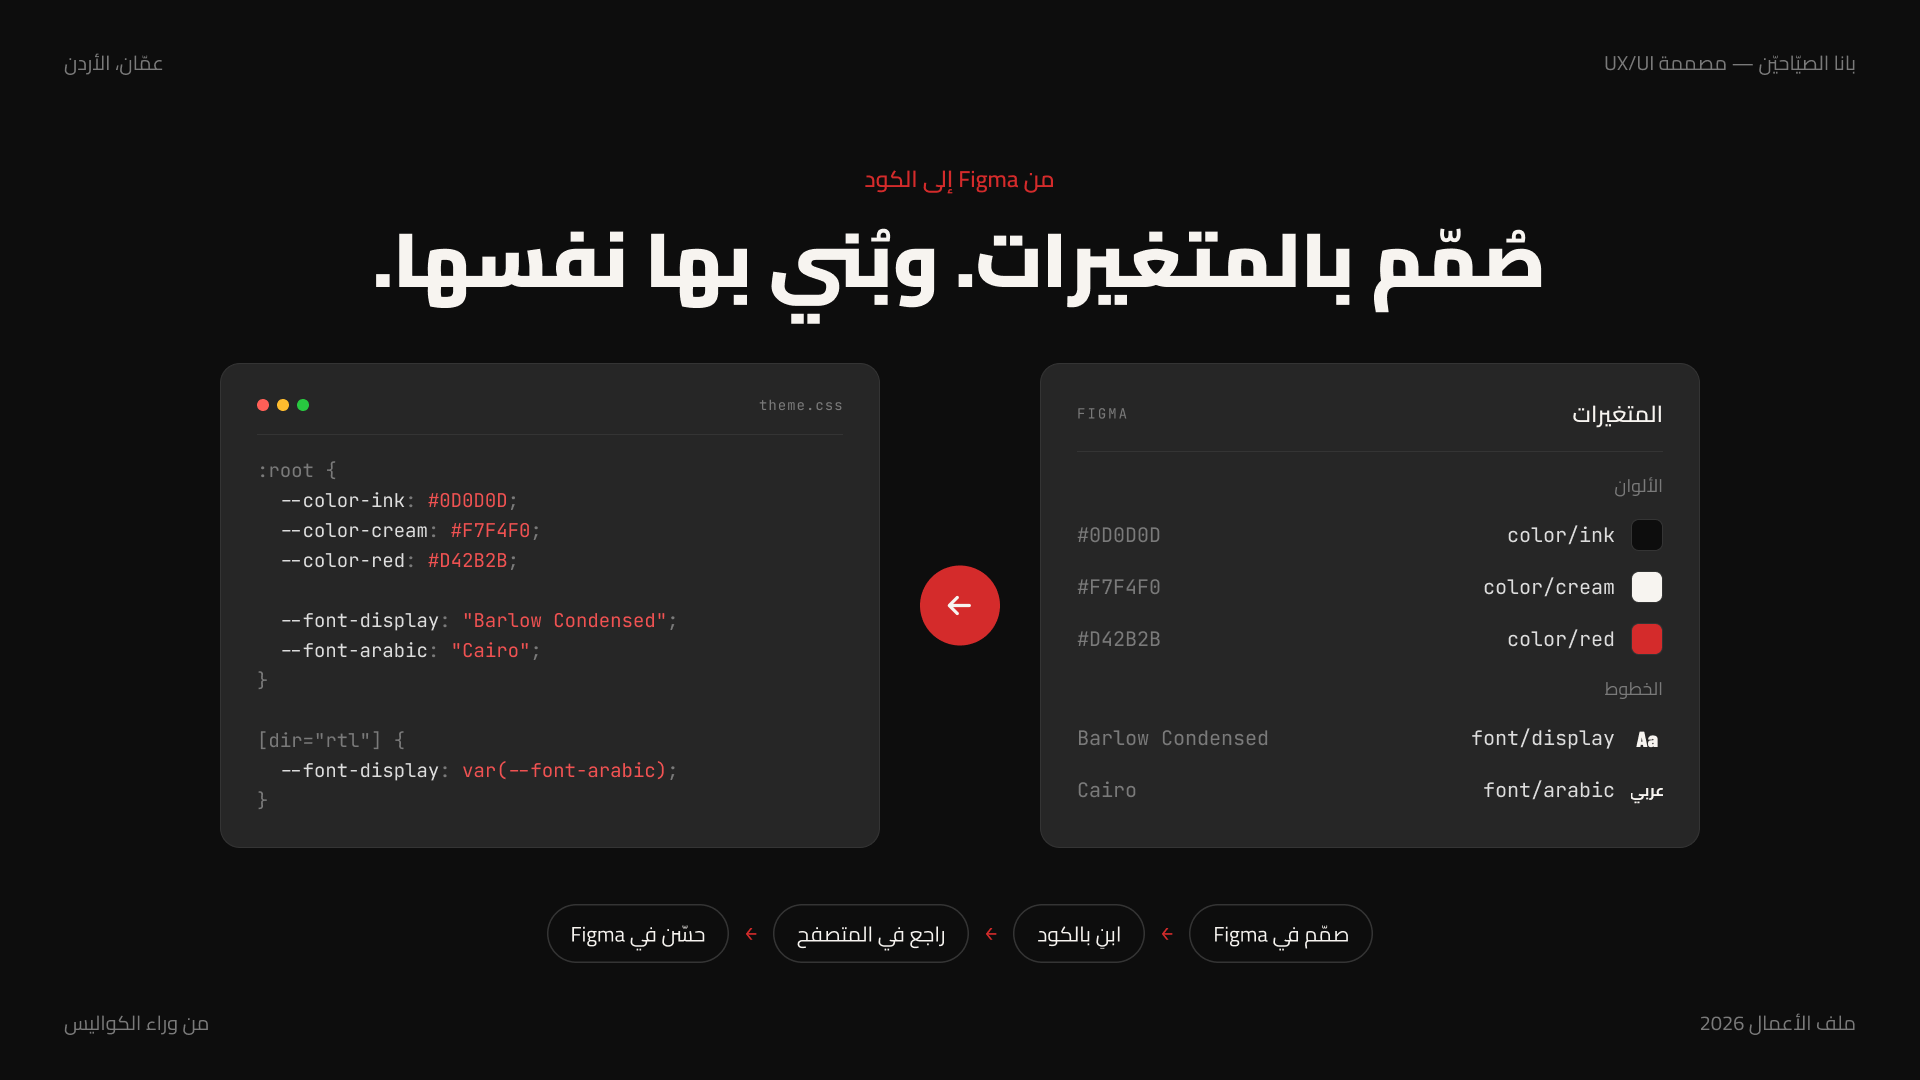 بانا الصيّاحيّن — مصممة UX/UI
عمّان، الأردن
من Figma إلى الكود
صُمّم بالمتغيرات. وبُني بها نفسها.
المتغيرات
FIGMA
الألوان
color/ink
#0D0D0D
color/cream
#F7F4F0
color/red
#D42B2B
الخطوط
Aa
font/display
Barlow Condensed
عربي
font/arabic
Cairo
theme.css
:root {
--color-ink: #0D0D0D;
--color-cream: #F7F4F0;
--color-red: #D42B2B;
--font-display: "Barlow Condensed";
--font-arabic: "Cairo";
}
[dir="rtl"] {
--font-display: var(--font-arabic);
}
صمّم في Figma
ابنِ بالكود
راجع في المتصفح
حسّن في Figma
ملف الأعمال 2026
من وراء الكواليس